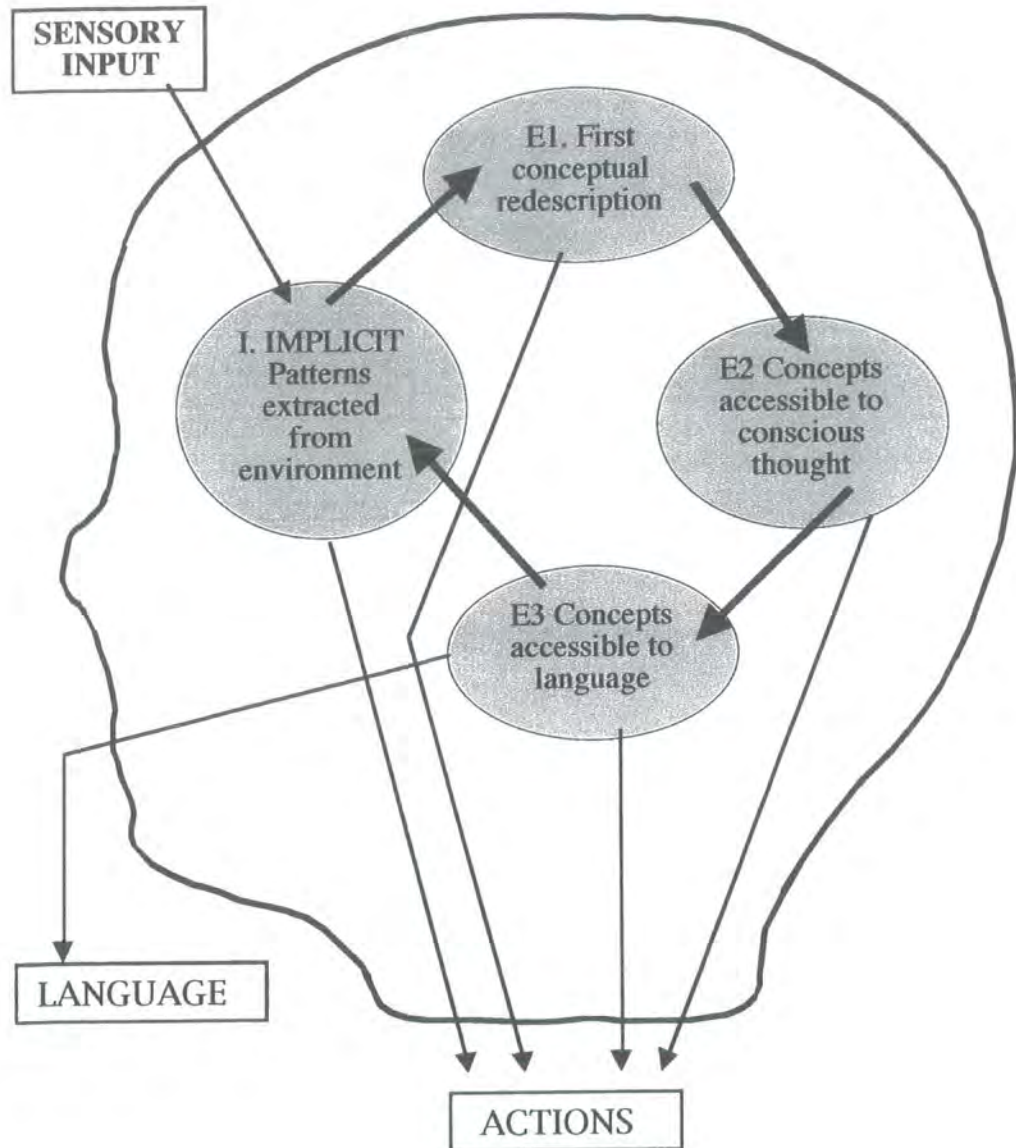 SENSORY
INPUT
E1. First
conceptual
redescription
I. IMPLICIT
Patterns
extracted
from
environment
E2 Concepts
accessible to
conscious
thought
E3 Concepts
accessible to
language
LANGUAGE
ACTIONS